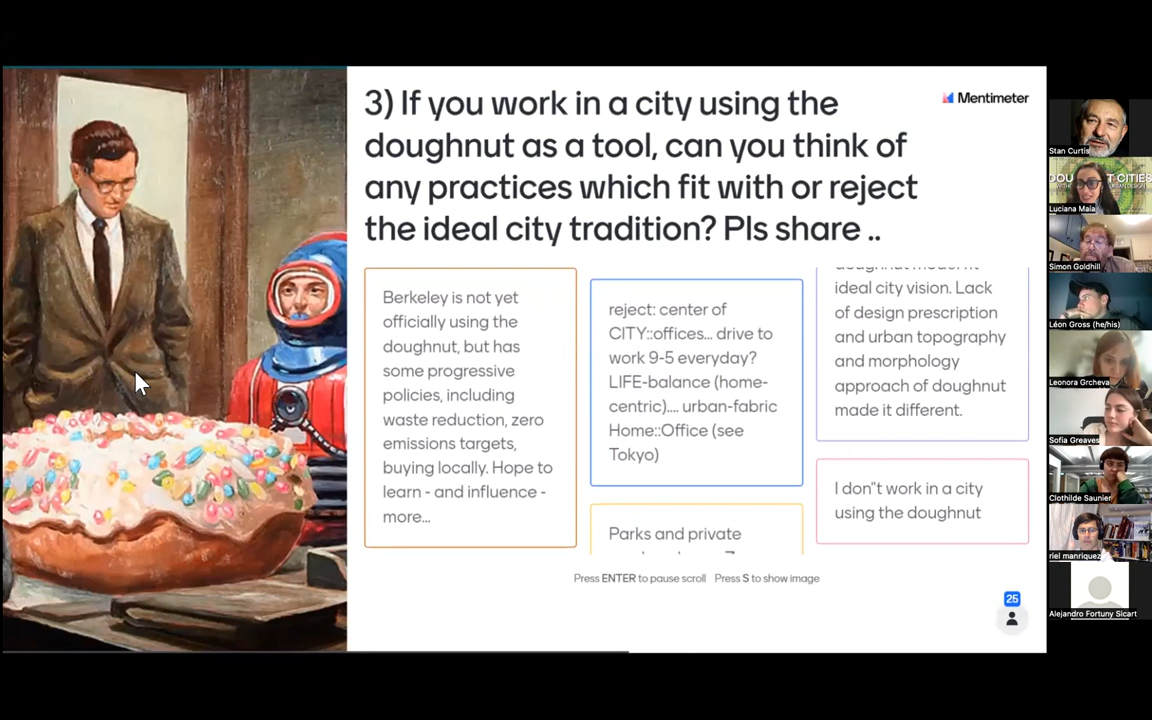 3) If you work in a city using the
doughnut as a tool, can you think of
any practices which fit with or reject
the ideal city tradition? Pls share ..
Mentimeter
Berkeley is not yet
officially using the
doughnut, but has
some progressive
policies, including
waste reduction, zero
emissions targets,
buying locally. Hope to
learn - and influence -
more...
reject: center of
CITY::offices... drive to
work 9-5 everyday?
LIFE-balance (home-
centric).... urban-fabric
Home::Office (see
Tokyo)
Parks and private
ideal city vision. Lack
of design prescription
and urban topography
and morphology
approach of doughnut
made it different.
I don"t work in a city
using the doughnut
Press ENTER to pause scroll Press S to show image
25
Stan Curtis
DOU T CITIES
Luciana Maia
Simon Goldhill
Léon Gross (he/his)
Leonora Grcheva
Sofia Greaves
Clothilde Saunier
riel manriquez
Alejandro Fortuny Sicart